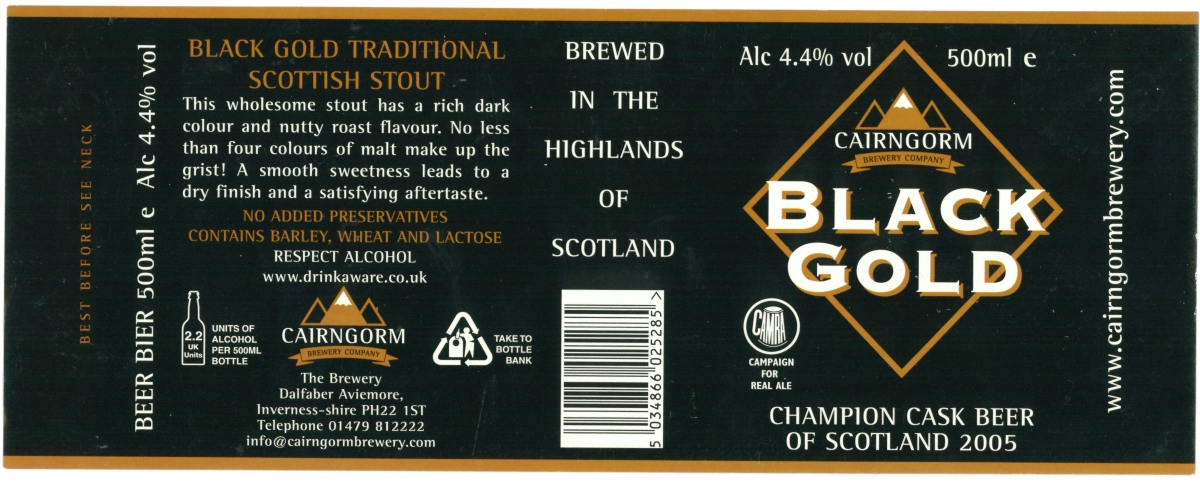 BEST BEFORE SEE NECK
BEER BIER 500ml e Alc 4.4% vol
BLACK GOLD TRADITIONAL
SCOTTISH STOUT
This wholesome stout has a rich dark
colour and nutty roast flavour. No less
than four colours of malt make up the
grist! A smooth sweetness leads to a
dry finish and a satisfying aftertaste.
NO ADDED PRESERVATIVES
CONTAINS BARLEY, WHEAT AND LACTOSE
RESPECT ALCOHOL
www.drinkaware.co.uk
2.2
UK
Units
UNITS OF
ALCOHOL
PER 500ML
BOTTLE
CAIRNGORM
BREWERY COMPANY
TAKE TO
BOTTLE
BANK
The Brewery
Dalfaber Aviemore,
Inverness-shire PH22 1ST
Telephone 01479 812222
info@cairngormbrewery.com
BREWED
IN THE
HIGHLANDS
OF
SCOTLAND
5 034866 025285 >
Alc 4.4% vol
500ml e
CAIRNGORM
BREWERY COMPANY
BLACK
GOLD
CAMRA
CAMPAIGN
FOR
REAL ALE
CHAMPION CASK BEER
OF SCOTLAND 2005
www.cairngormbrewery.com